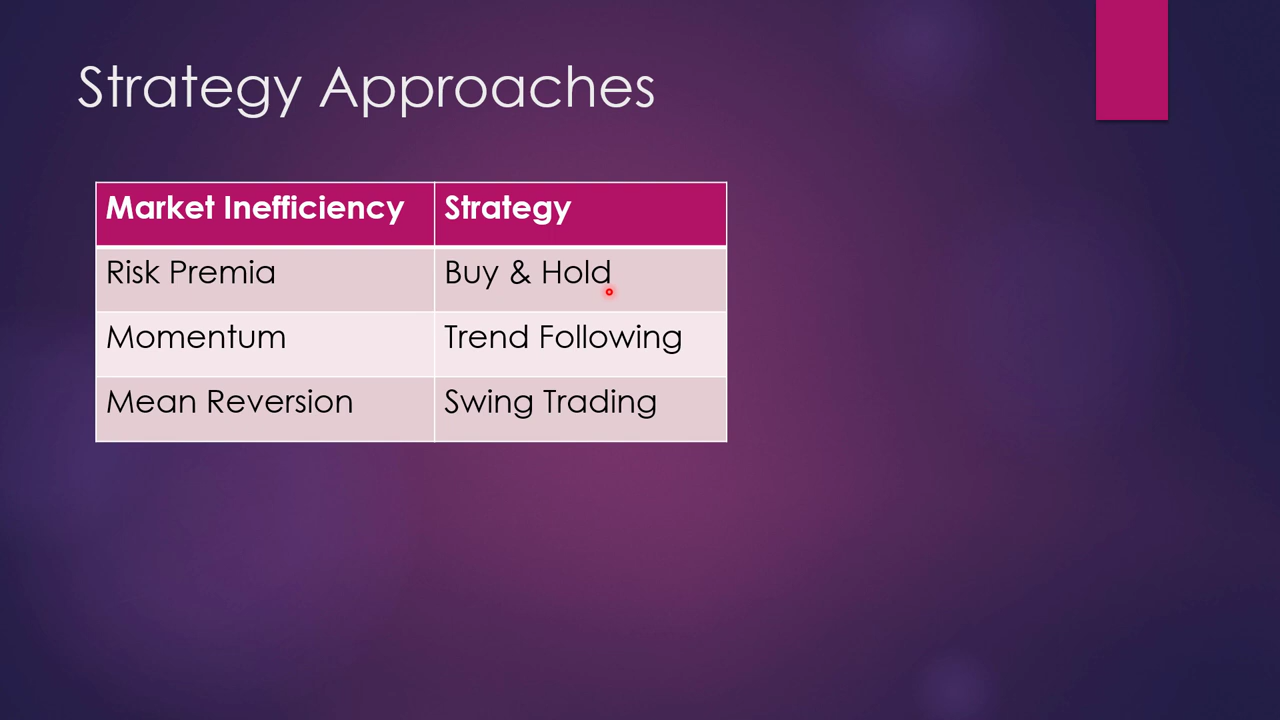 Strategy Approaches
Market Inefficiency Strategy
Risk Premia Buy & Hold
Momentum Trend Following
Mean Reversion Swing Trading